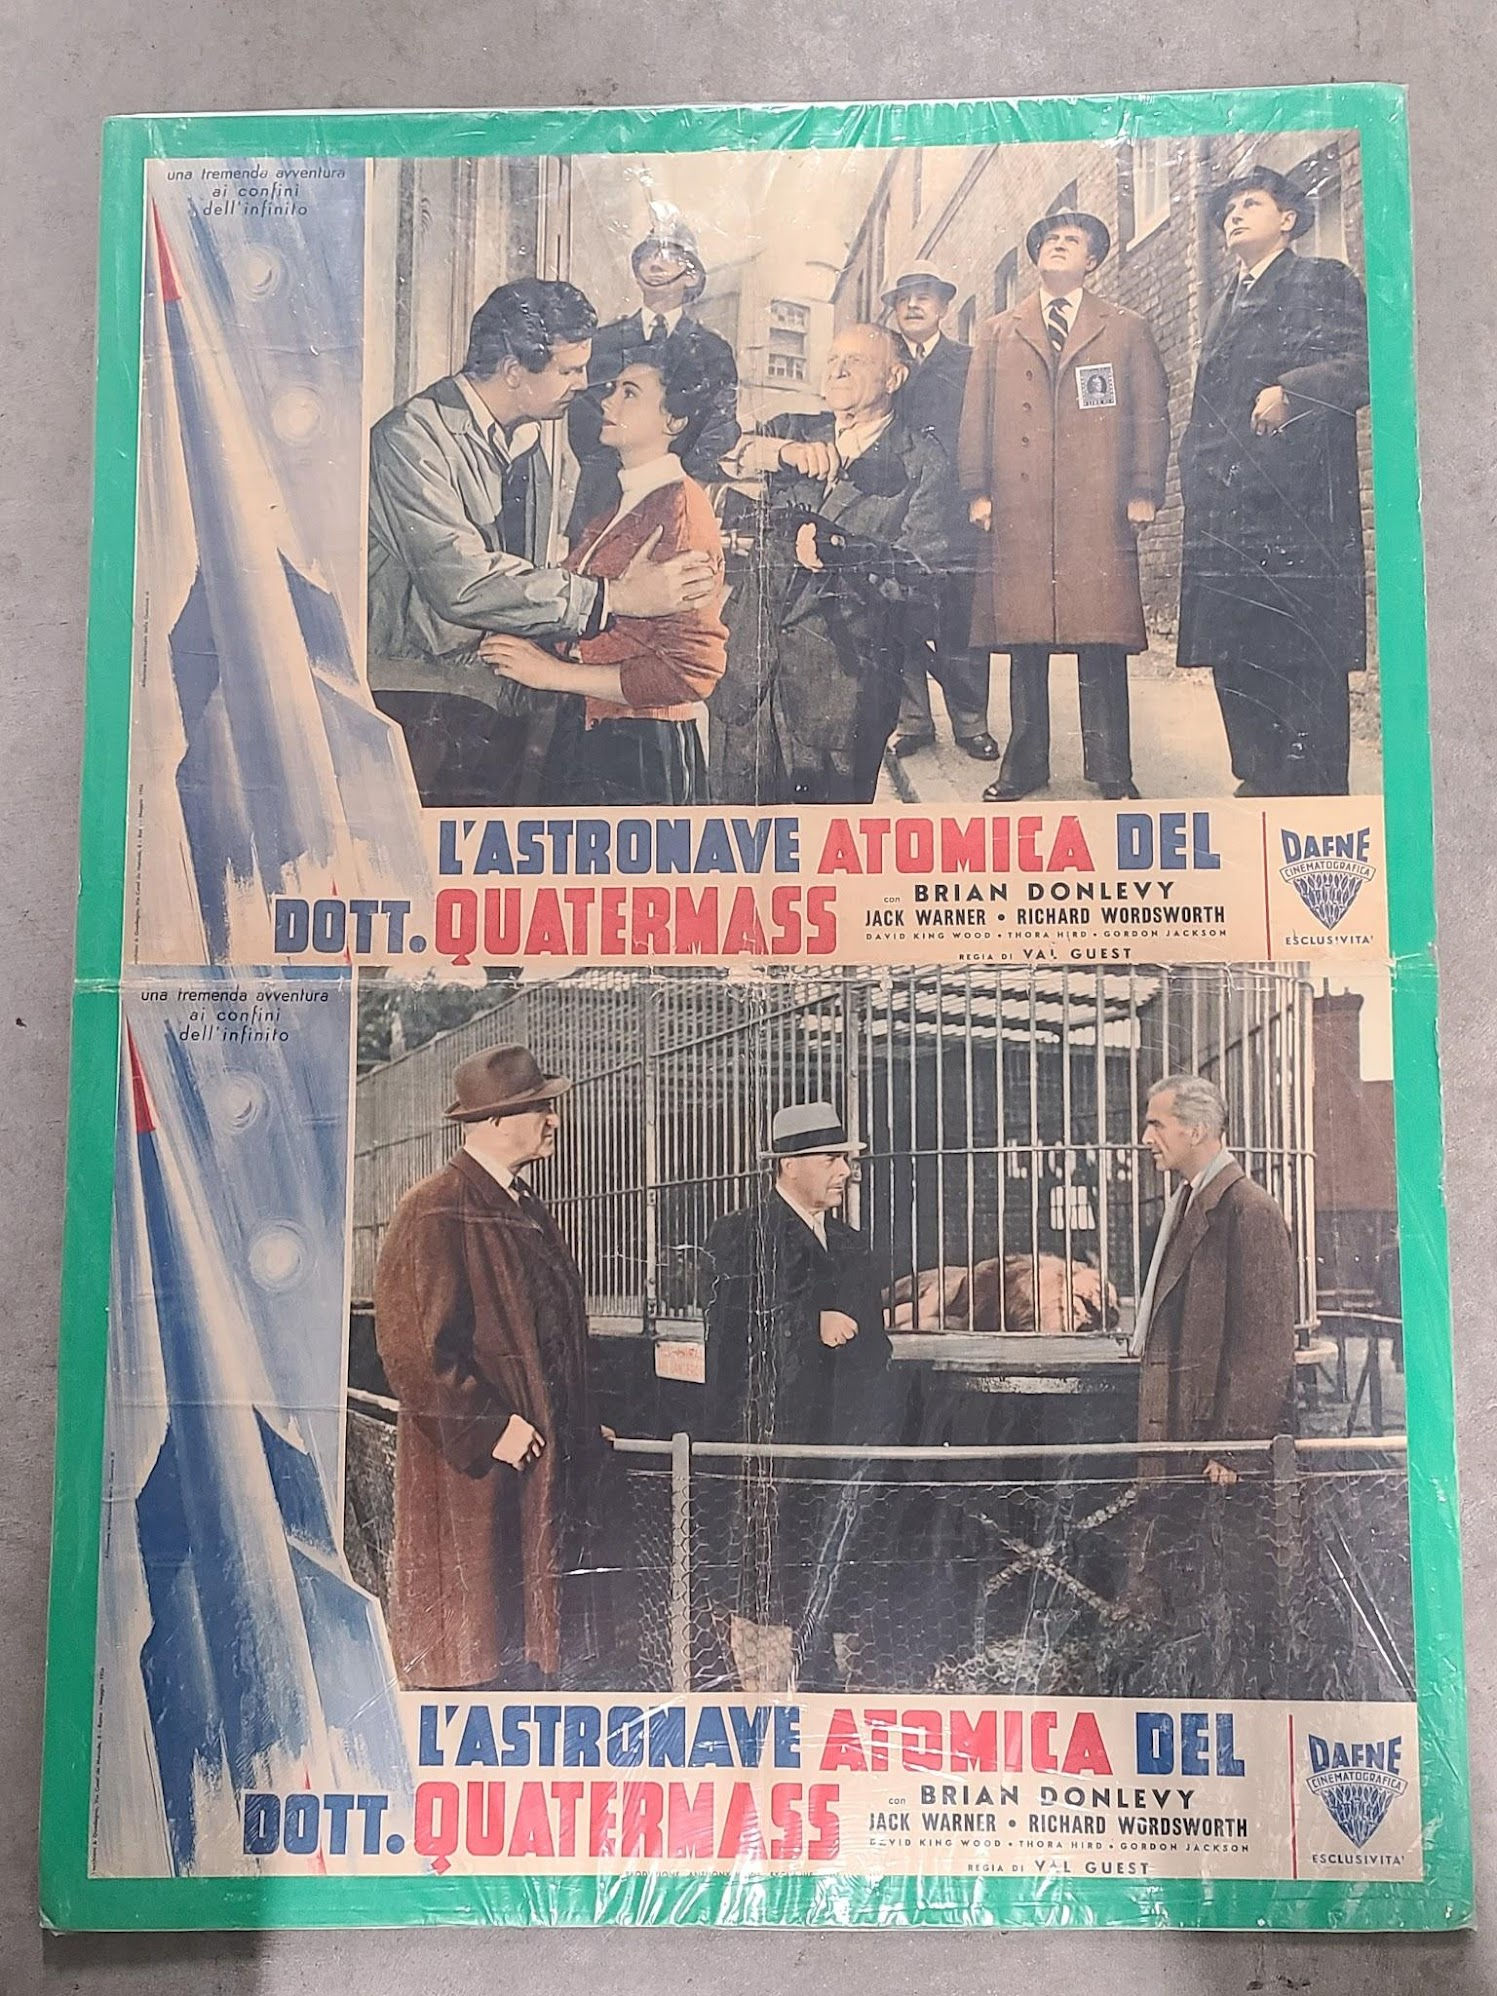 una tremenda avventura
ai confini
dell'infinito
L'ASTRONAVE ATOMICA DEL
DOTT. QUATERMASS
con BRIAN DONLEVY
JACK WARNER • RICHARD WORDSWORTH
DAVID KING WOOD • THORA HIRD • GORDON JACKSON
REGIA DI VAL GUEST
DAFNE
CINEMATOGRAFICA
ESCLUSIVITA'
una tremenda avventura
ai confini
dell'infinito
L'ASTRONAVE ATOMICA DEL
DOTT. QUATERMASS
con BRIAN DONLEVY
JACK WARNER • RICHARD WORDSWORTH
DAVID KING WOOD • THORA HIRD • GORDON JACKSON
REGIA DI VAL GUEST
DAFNE
CINEMATOGRAFICA
ESCLUSIVITA'